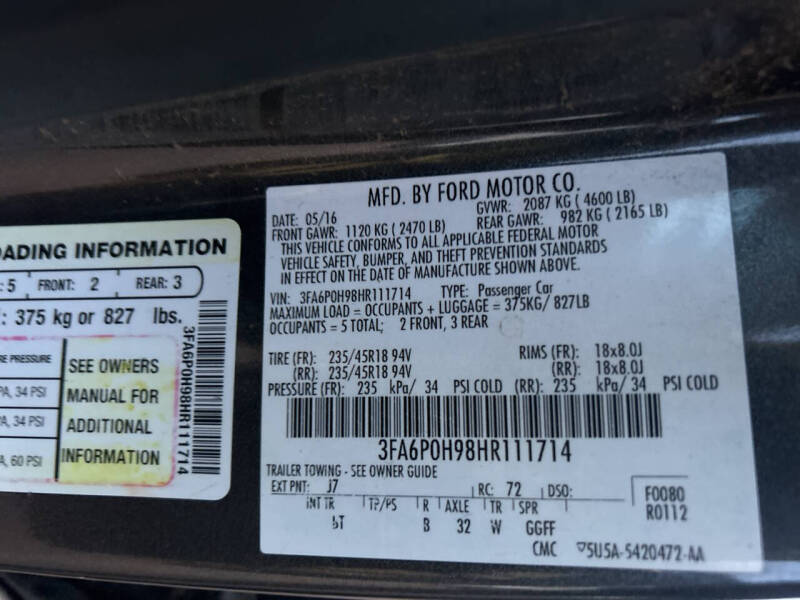 OADING INFORMATION
: 5 FRONT: 2 REAR: 3
: 375 kg or 827 lbs.
RE PRESSURE
PA, 34 PSI
PA, 34 PSI
A, 60 PSI
SEE OWNERS
MANUAL FOR
ADDITIONAL
INFORMATION
3FA6P0H98HR111714
MFD. BY FORD MOTOR CO.
DATE: 05/16 GVWR: 2087 KG ( 4600 LB)
FRONT GAWR: 1120 KG ( 2470 LB) REAR GAWR: 982 KG ( 2165 LB)
THIS VEHICLE CONFORMS TO ALL APPLICABLE FEDERAL MOTOR
VEHICLE SAFETY, BUMPER, AND THEFT PREVENTION STANDARDS
IN EFFECT ON THE DATE OF MANUFACTURE SHOWN ABOVE.
VIN: 3FA6P0H98HR111714 TYPE: Passenger Car
MAXIMUM LOAD = OCCUPANTS + LUGGAGE = 375KG/ 827LB
OCCUPANTS = 5 TOTAL; 2 FRONT, 3 REAR
TIRE (FR): 235/45R18 94V RIMS (FR): 18x8.0J
(RR): 235/45R18 94V (RR): 18x8.0J
PRESSURE (FR): 235 kPa/ 34 PSI COLD (RR): 235 kPa/ 34 PSI COLD
3FA6P0H98HR111714
TRAILER TOWING - SEE OWNER GUIDE
EXT PNT: J7 RC: 72 DSO: F0080
R0112
INT TR TP/PS R AXLE TR SPR
BT B 32 W GGFF
CMC ▽5U5A-5420472-AA